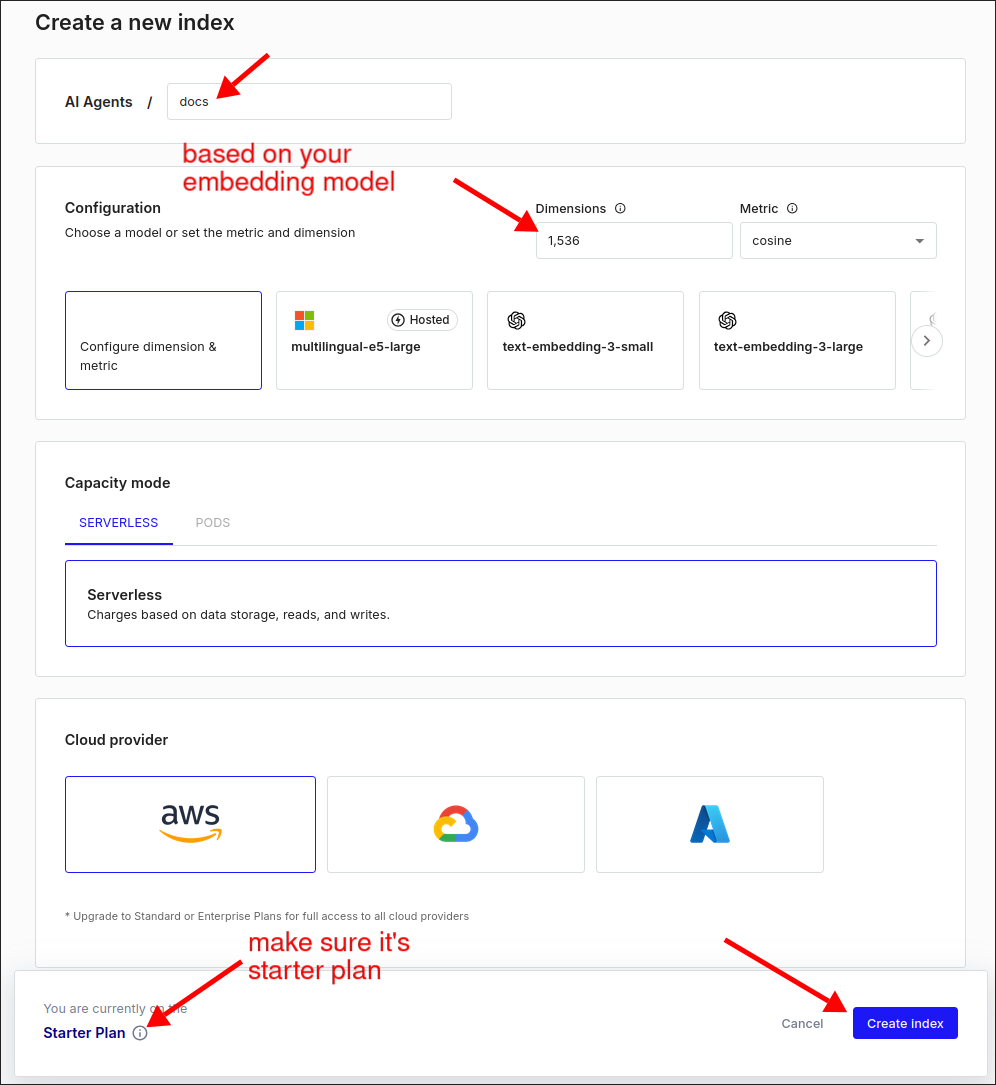 Create a new index
AI Agents / docs
based on your
embedding model
Configuration
Choose a model or set the metric and dimension
Dimensions
Metric
1,536
cosine
Configure dimension &
metric
Hosted
multilingual-e5-large
text-embedding-3-small
text-embedding-3-large
Capacity mode
SERVERLESS
PODS
Serverless
Charges based on data storage, reads, and writes.
Cloud provider
aws
* Upgrade to Standard or Enterprise Plans for full access to all cloud providers
make sure it's
starter plan
You are currently on the
Starter Plan
Cancel
Create index